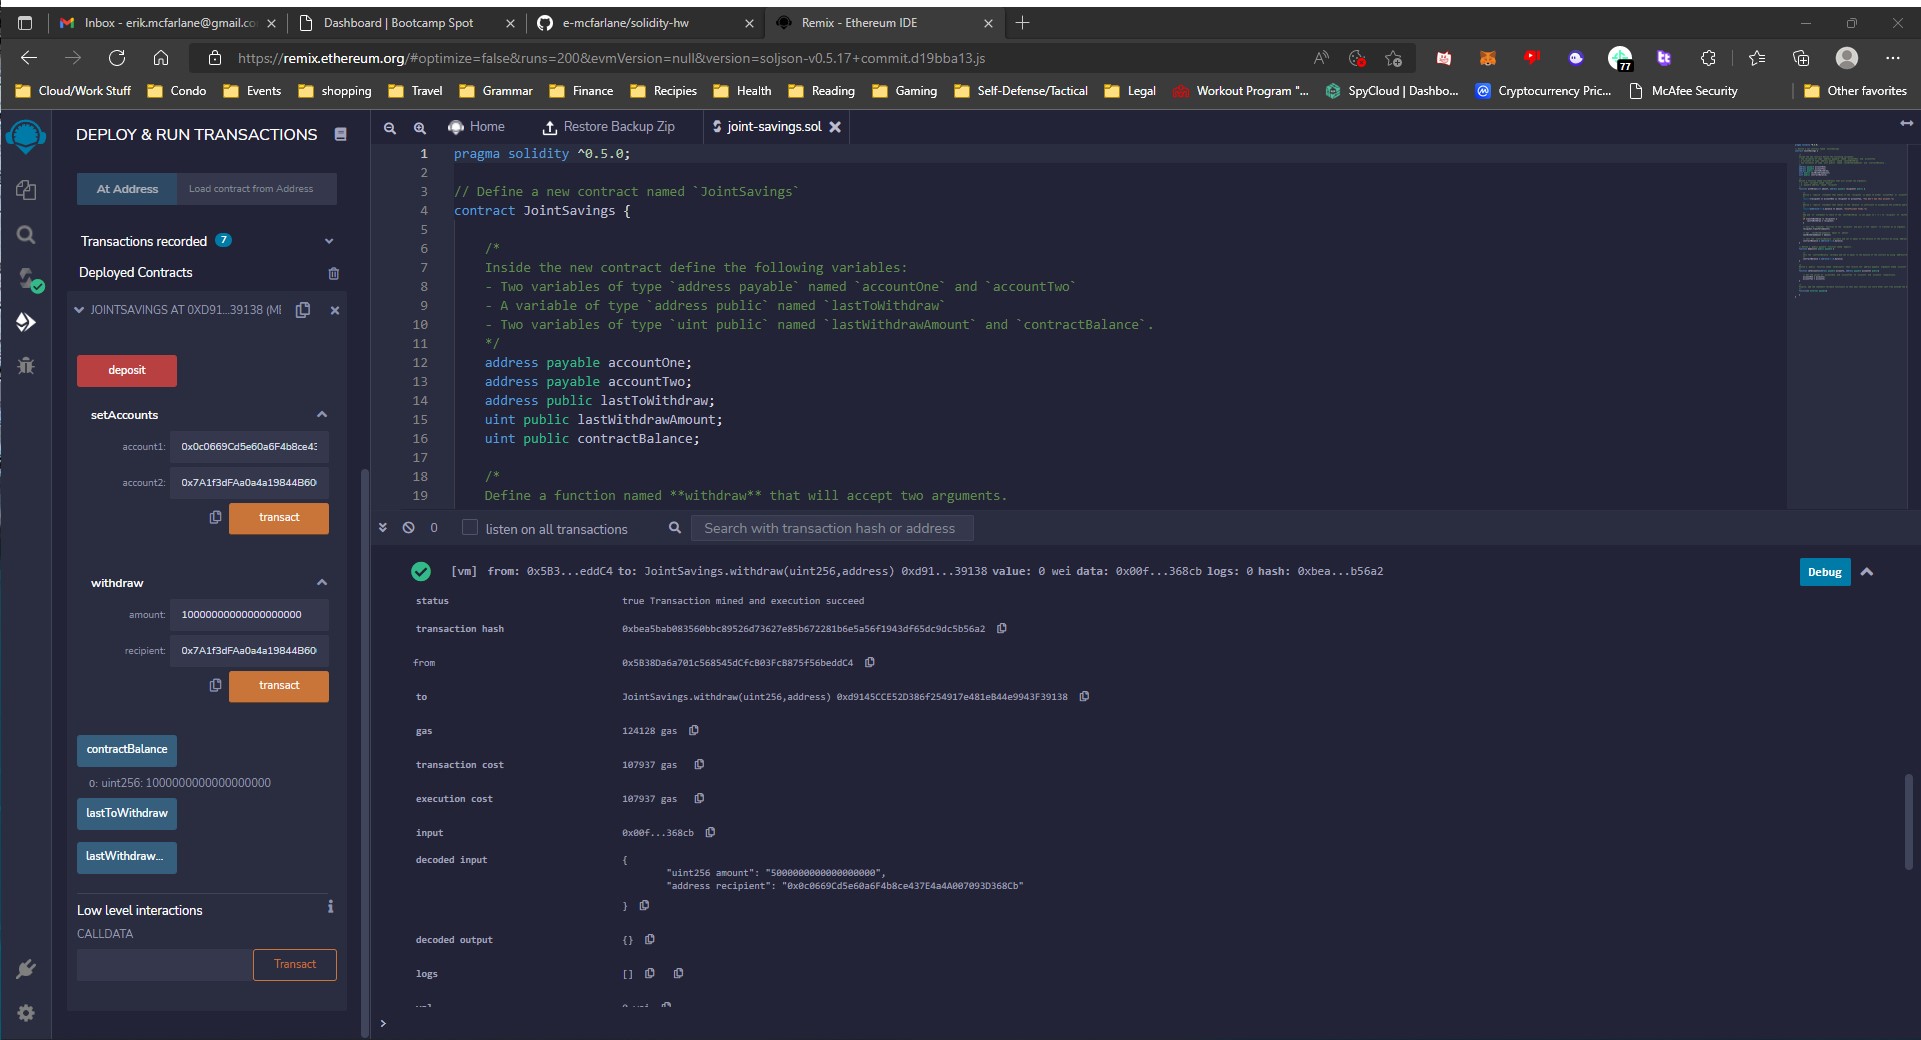 Inbox - erik.mcfarlane@gmail.co
Dashboard | Bootcamp Spot
e-mcfarlane/solidity-hw
Remix - Ethereum IDE
https://remix.ethereum.org/#optimize=false&runs=200&evmVersion=null&version=soljson-v0.5.17+commit.d19bba13.js
77
Cloud/Work Stuff Condo Events shopping Travel Grammar Finance Recipies Health Reading Gaming Self-Defense/Tactical Legal Workout Program "... SpyCloud | Dashbo... Cryptocurrency Pric... McAfee Security Other favorites
DEPLOY & RUN TRANSACTIONS
At Address Load contract from Address
Transactions recorded 7
Deployed Contracts
JOINTSAVINGS AT 0XD91...39138 (ME
deposit
setAccounts
account1: 0x0c0669Cd5e60a6F4b8ce43
account2: 0x7A1f3dFAa0a4a19844B60
transact
withdraw
amount: 10000000000000000000
recipient: 0x7A1f3dFAa0a4a19844B60
transact
contractBalance
0: uint256: 1000000000000000000
lastToWithdraw
lastWithdraw...
Low level interactions
CALLDATA
Transact
Home Restore Backup Zip joint-savings.sol
1 pragma solidity ^0.5.0;
2
3 // Define a new contract named `JointSavings`
4 contract JointSavings {
5
6 /*
7 Inside the new contract define the following variables:
8 - Two variables of type `address payable` named `accountOne` and `accountTwo`
9 - A variable of type `address public` named `lastToWithdraw`
10 - Two variables of type `uint public` named `lastWithdrawAmount` and `contractBalance`.
11 */
12 address payable accountOne;
13 address payable accountTwo;
14 address public lastToWithdraw;
15 uint public lastWithdrawAmount;
16 uint public contractBalance;
17
18 /*
19 Define a function named **withdraw** that will accept two arguments.
0 listen on all transactions Search with transaction hash or address
[vm] from: 0x5B3...eddC4 to: JointSavings.withdraw(uint256,address) 0xd91...39138 value: 0 wei data: 0x00f...368cb logs: 0 hash: 0xbea...b56a2 Debug
status true Transaction mined and execution succeed
transaction hash 0xbea5bab083560bbc89526d73627e85b672281b6e5a56f1943df65dc9dc5b56a2
from 0x5B38Da6a701c568545dCfcB03FcB875f56beddC4
to JointSavings.withdraw(uint256,address) 0xd9145CCE52D386f254917e481eB44e9943F39138
gas 124128 gas
transaction cost 107937 gas
execution cost 107937 gas
input 0x00f...368cb
decoded input {
"uint256 amount": "5000000000000000000",
"address recipient": "0x0c0669Cd5e60a6F4b8ce437E4a4A007093D368Cb"
}
decoded output {}
logs []
val 0 wei
>